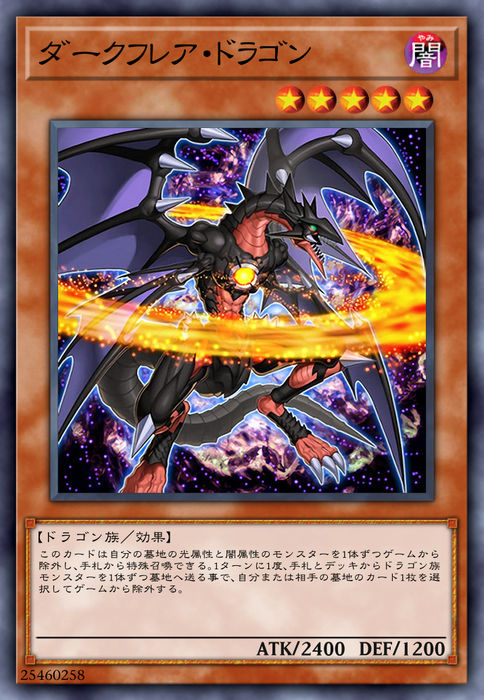 ダークフレア・ドラゴン
やみ
闇
【ドラゴン族／効果】
このカードは自分の墓地の光属性と闇属性のモンスターを1体ずつゲームから
除外し、手札から特殊召喚できる。1ターンに1度、手札とデッキからドラゴン族
モンスターを1体ずつ墓地へ送る事で、自分または相手の墓地のカード1枚を選
択してゲームから除外する。
ATK/2400 DEF/1200
25460258